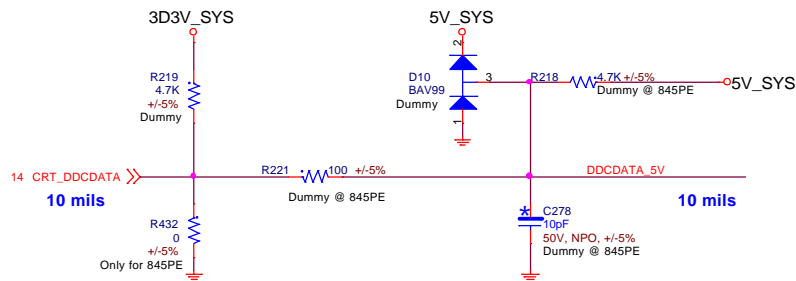 3D3V_SYS
5V_SYS
2
R219
4.7K
+/-5%
Dummy
D10
BAV99
Dummy
3
R218
4.7K +/-5%
Dummy @ 845PE
5V_SYS
1
14 CRT_DDCDATA
R221
100 +/-5%
DDCDATA_5V
10 mils
Dummy @ 845PE
10 mils
R432
0
+/-5%
Only for 845PE
*
C278
10pF
50V, NPO, +/-5%
Dummy @ 845PE